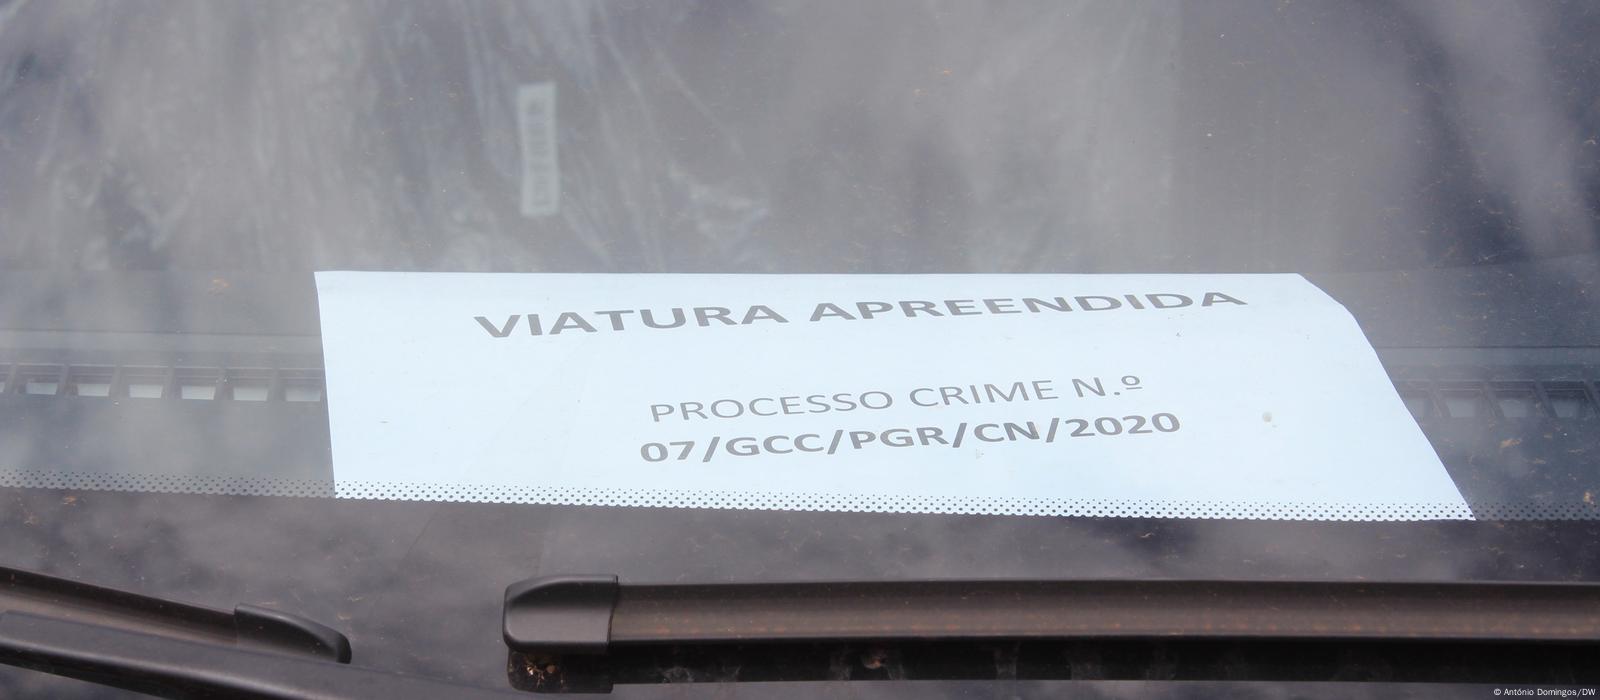 VIATURA APREENDIDA
PROCESSO CRIME N.º
07/GCC/PGR/CN/2020
© António Domingos/DW